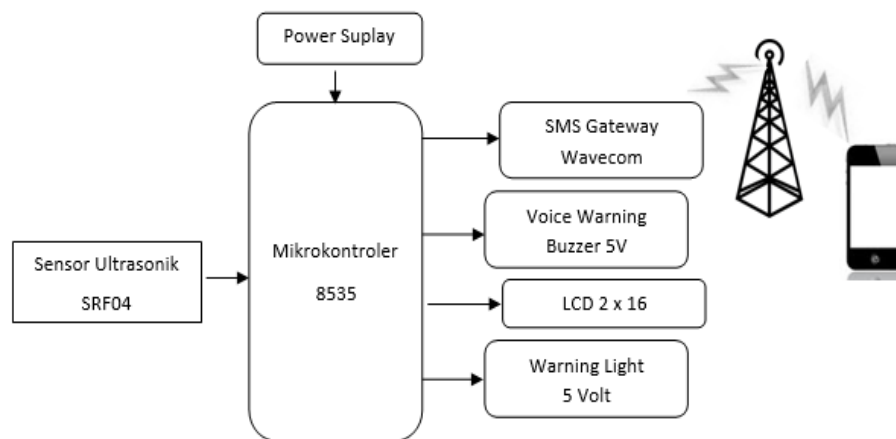 Power Suplay
SMS Gateway
Wavecom
Voice Warning
Buzzer 5V
Mikrokontroler
8535
Sensor Ultrasonik
SRF04
LCD 2 x 16
Warning Light
5 Volt